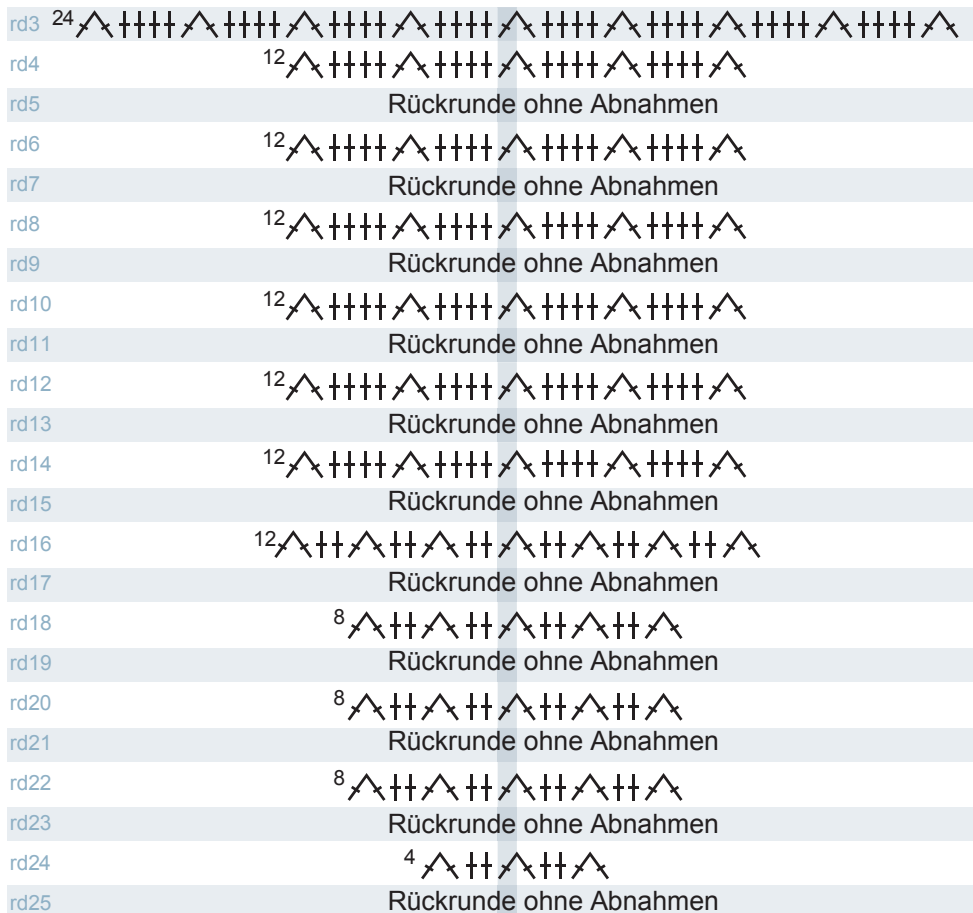 rd3 24
rd4 12
rd5 Rückrunde ohne Abnahmen
rd6 12
rd7 Rückrunde ohne Abnahmen
rd8 12
rd9 Rückrunde ohne Abnahmen
rd10 12
rd11 Rückrunde ohne Abnahmen
rd12 12
rd13 Rückrunde ohne Abnahmen
rd14 12
rd15 Rückrunde ohne Abnahmen
rd16 12
rd17 Rückrunde ohne Abnahmen
rd18 8
rd19 Rückrunde ohne Abnahmen
rd20 8
rd21 Rückrunde ohne Abnahmen
rd22 8
rd23 Rückrunde ohne Abnahmen
rd24 4
rd25 Rückrunde ohne Abnahmen